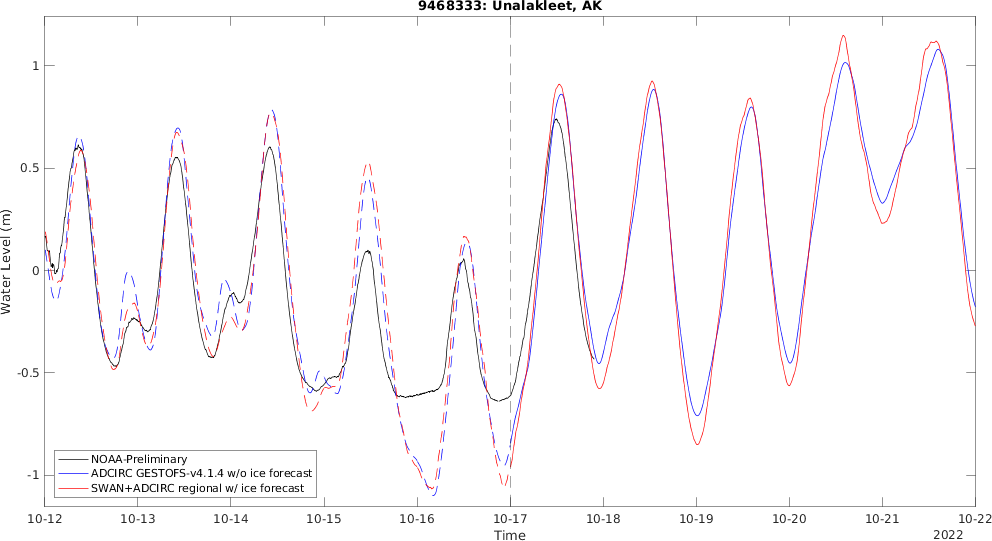 9468333: Unalakleet, AK
Water Level (m)
1
0.5
0
-0.5
-1
NOAA-Preliminary
ADCIRC GESTOFS-v4.1.4 w/o ice forecast
SWAN+ADCIRC regional w/ ice forecast
10-12 10-13 10-14 10-15 10-16 10-17 10-18 10-19 10-20 10-21 10-22
Time
2022